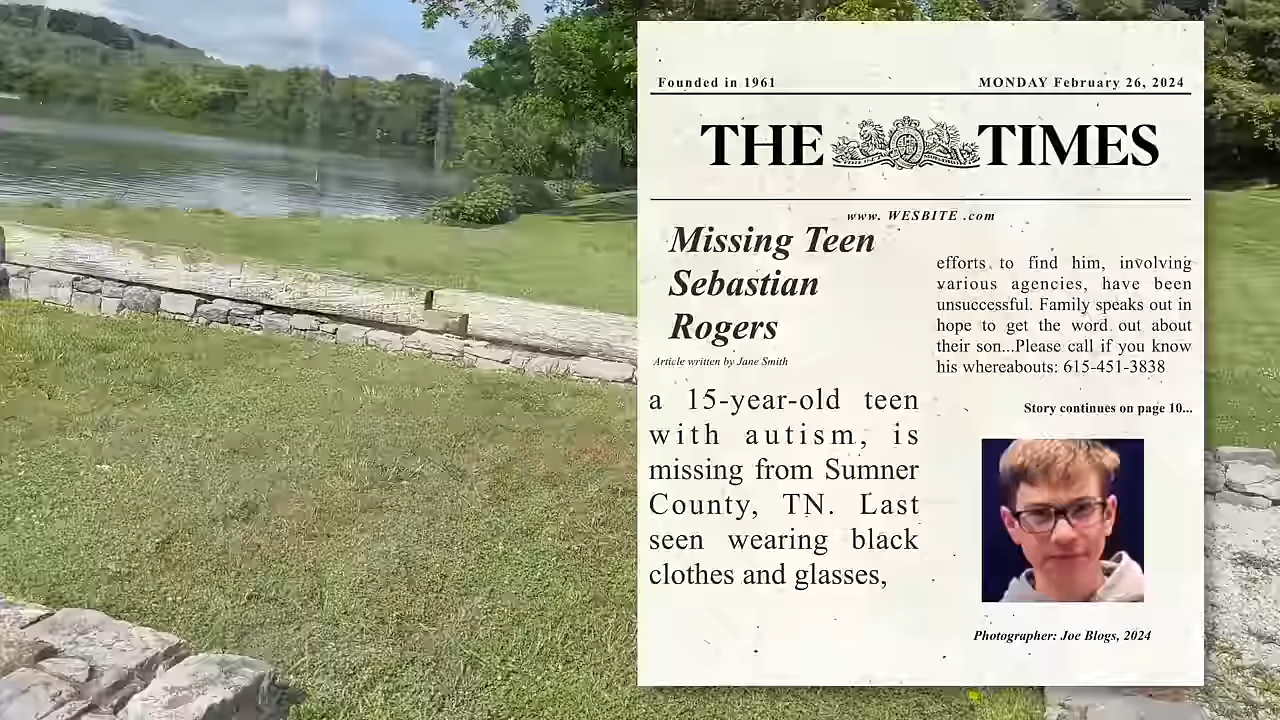 Founded in 1961
MONDAY February 26, 2024
THE TIMES
www. WESBITE .com
Missing Teen
Sebastian
Rogers
Article written by Jane Smith
a 15-year-old teen
with autism, is
missing from Sumner
County, TN. Last
seen wearing black
clothes and glasses,
efforts to find him, involving
various agencies, have been
unsuccessful. Family speaks out in
hope to get the word out about
their son...Please call if you know
his whereabouts: 615-451-3838
Story continues on page 10...
Photographer: Joe Blogs, 2024